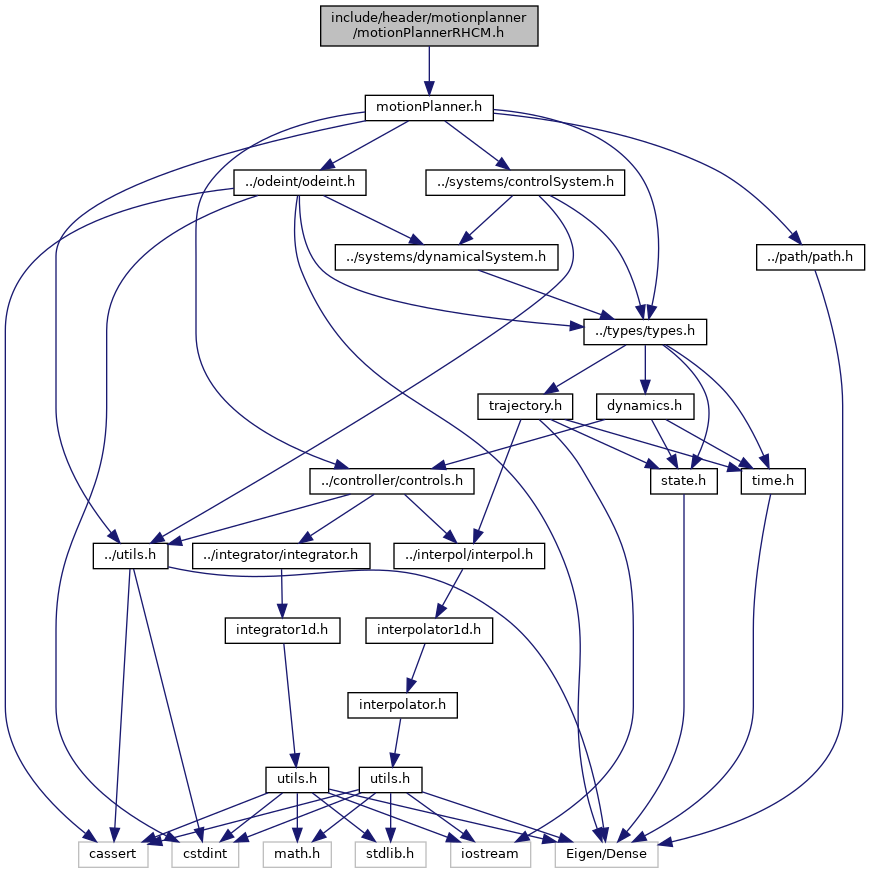 include/header/motionplanner
/motionPlannerRHCM.h
motionPlanner.h
../odeint/odeint.h
../systems/controlSystem.h
../systems/dynamicalSystem.h
../path/path.h
../types/types.h
trajectory.h
dynamics.h
../controller/controls.h
state.h
time.h
../utils.h
../integrator/integrator.h
../interpol/interpol.h
integrator1d.h
interpolator1d.h
interpolator.h
utils.h
utils.h
cassert
cstdint
math.h
stdlib.h
iostream
Eigen/Dense